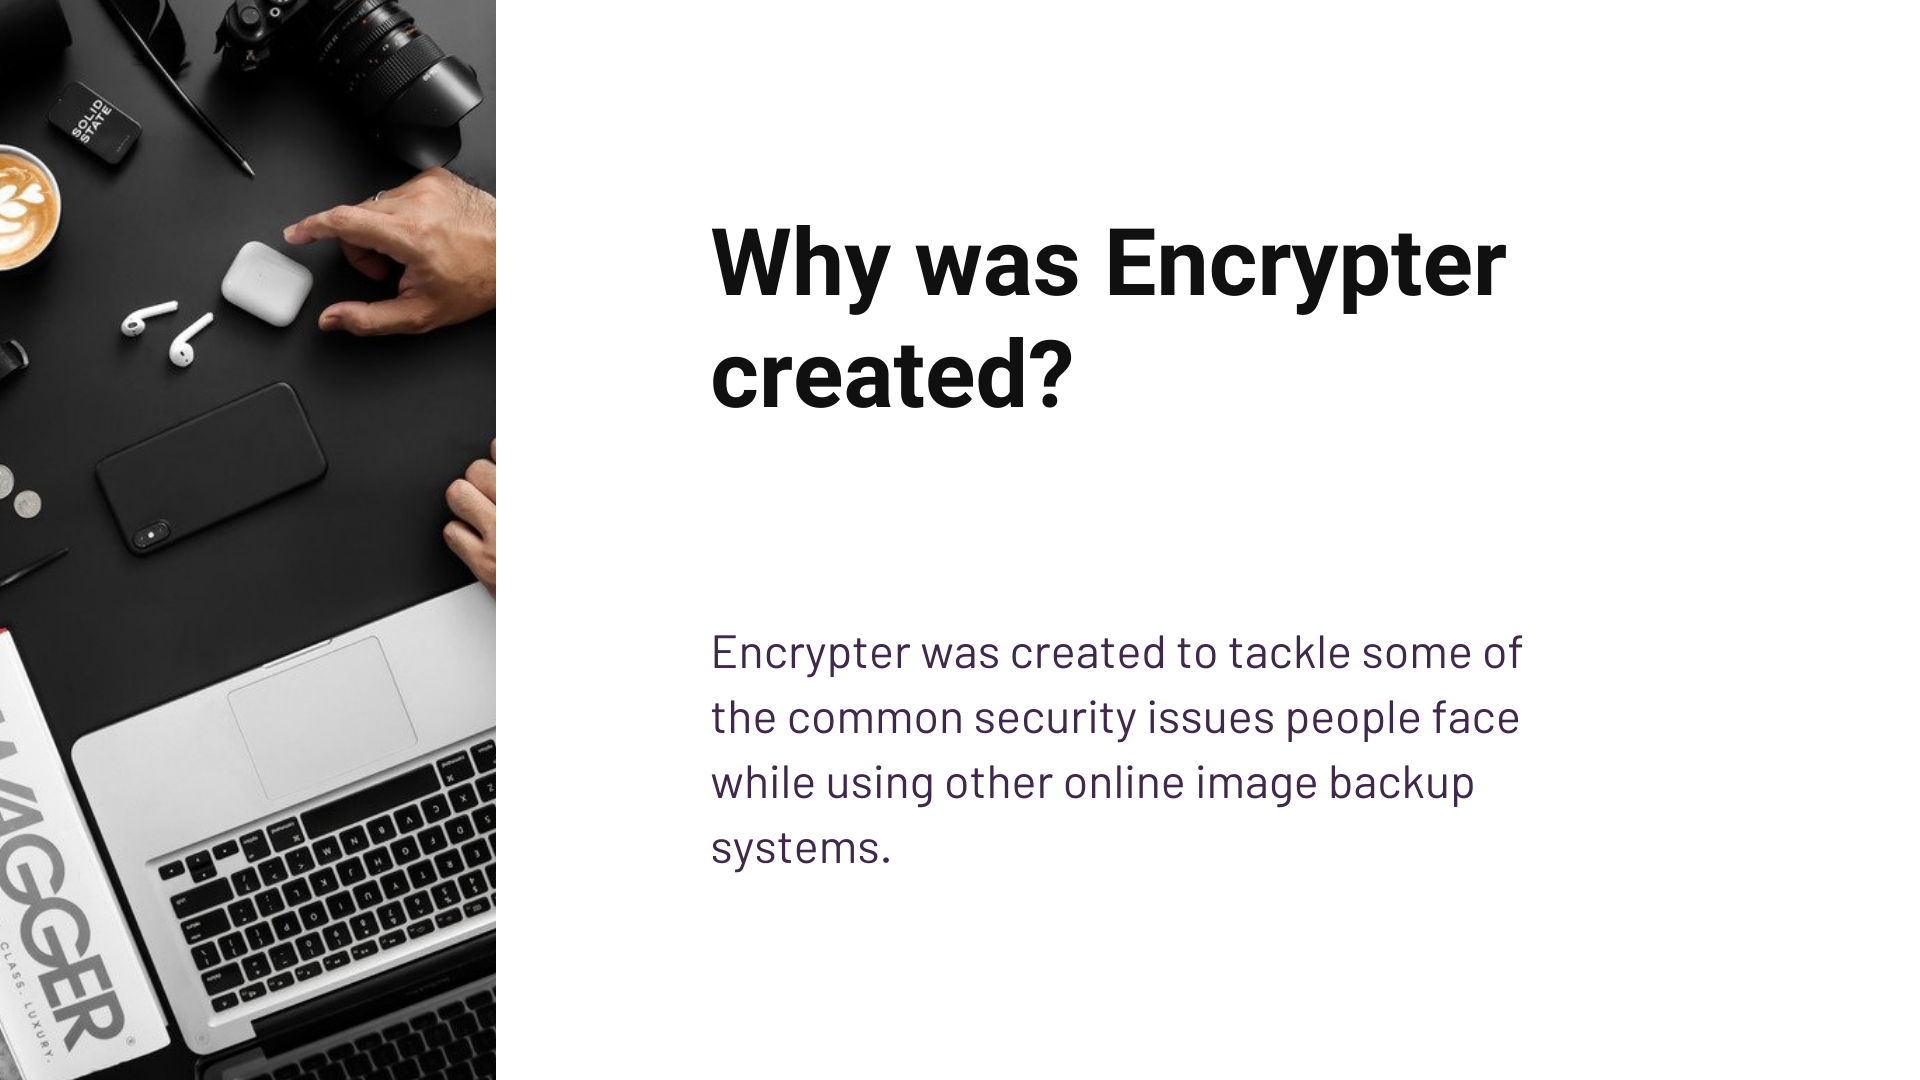 SOLID
STATE
Why was Encrypter
created?
Encrypter was created to tackle some of
the common security issues people face
while using other online image backup
systems.
AGGER
CLASS. LUXURY.